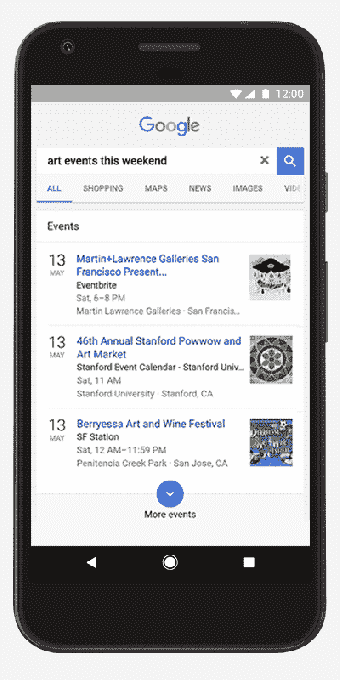 12:00
Google
art events this weekend
ALL SHOPPING MAPS NEWS IMAGES
Events
13
MAY
Martin+Lawrence Galleries San
Francisco Present...
Eventbrite
Sat, 6–8 PM
Martin Lawrence Galleries · San Francis...
13
MAY
46th Annual Stanford Powwow and
Art Market
Stanford Event Calendar - Stanford Univ...
Sat, 11 AM
Stanford University · Stanford, CA
13
MAY
Berryessa Art and Wine Festival
SF Station
Sat, 12 AM–11:59 PM
Penitencia Creek Park · San Jose, CA
More events